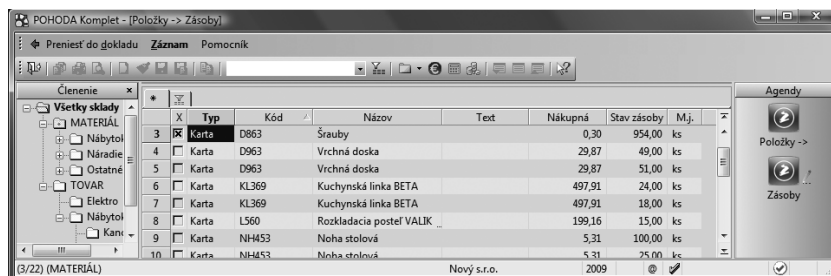 POHODA Komplet - [Položky -> Zásoby]
Preniesť do dokladu Záznam Pomocník
Členenie
Agendy
Všetky sklady
MATERIÁL
Nábytok
Náradie
Ostatné
TOVAR
Elektro
Nábytok
X Typ Kód Názov Text Nákupná Stav zásoby M.j.
3 Karta D863 Šrauby 0,30 954,00 ks
4 Karta D963 Vrchná doska 29,87 49,00 ks
5 Karta D963 Vrchná doska 29,87 51,00 ks
6 Karta KL369 Kuchynská linka BETA 497,91 24,00 ks
7 Karta KL369 Kuchynská linka BETA 497,91 18,00 ks
8 Karta L560 Rozkladacia posteľ VALIK ... 199,16 15,00 ks
9 Karta NH453 Noha stolová 5,31 100,00 ks
10 Karta NH453 Noha stolová 5,31 25,00 ks
Položky ->
Zásoby
(3/22) (MATERIÁL) Nový s.r.o. 2009 @